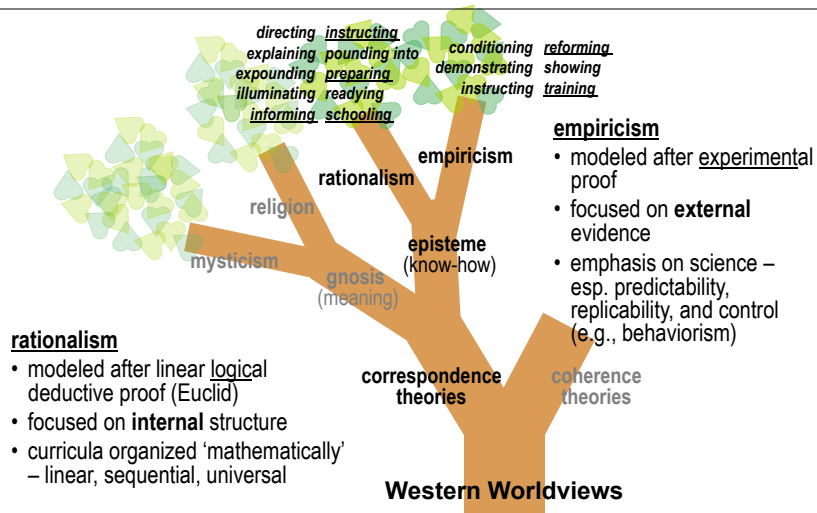 directing instructing
explaining pounding into
expounding preparing
illuminating readying
informing schooling
conditioning reforming
demonstrating showing
instructing training
empiricism
rationalism
religion
mysticism
episteme
(know-how)
gnosis
(meaning)
empiricism
• modeled after experimental
proof
• focused on external
evidence
• emphasis on science –
esp. predictability,
replicability, and control
(e.g., behaviorism)
rationalism
• modeled after linear logical
deductive proof (Euclid)
• focused on internal structure
• curricula organized ‘mathematically’
– linear, sequential, universal
correspondence
theories
coherence
theories
Western Worldviews